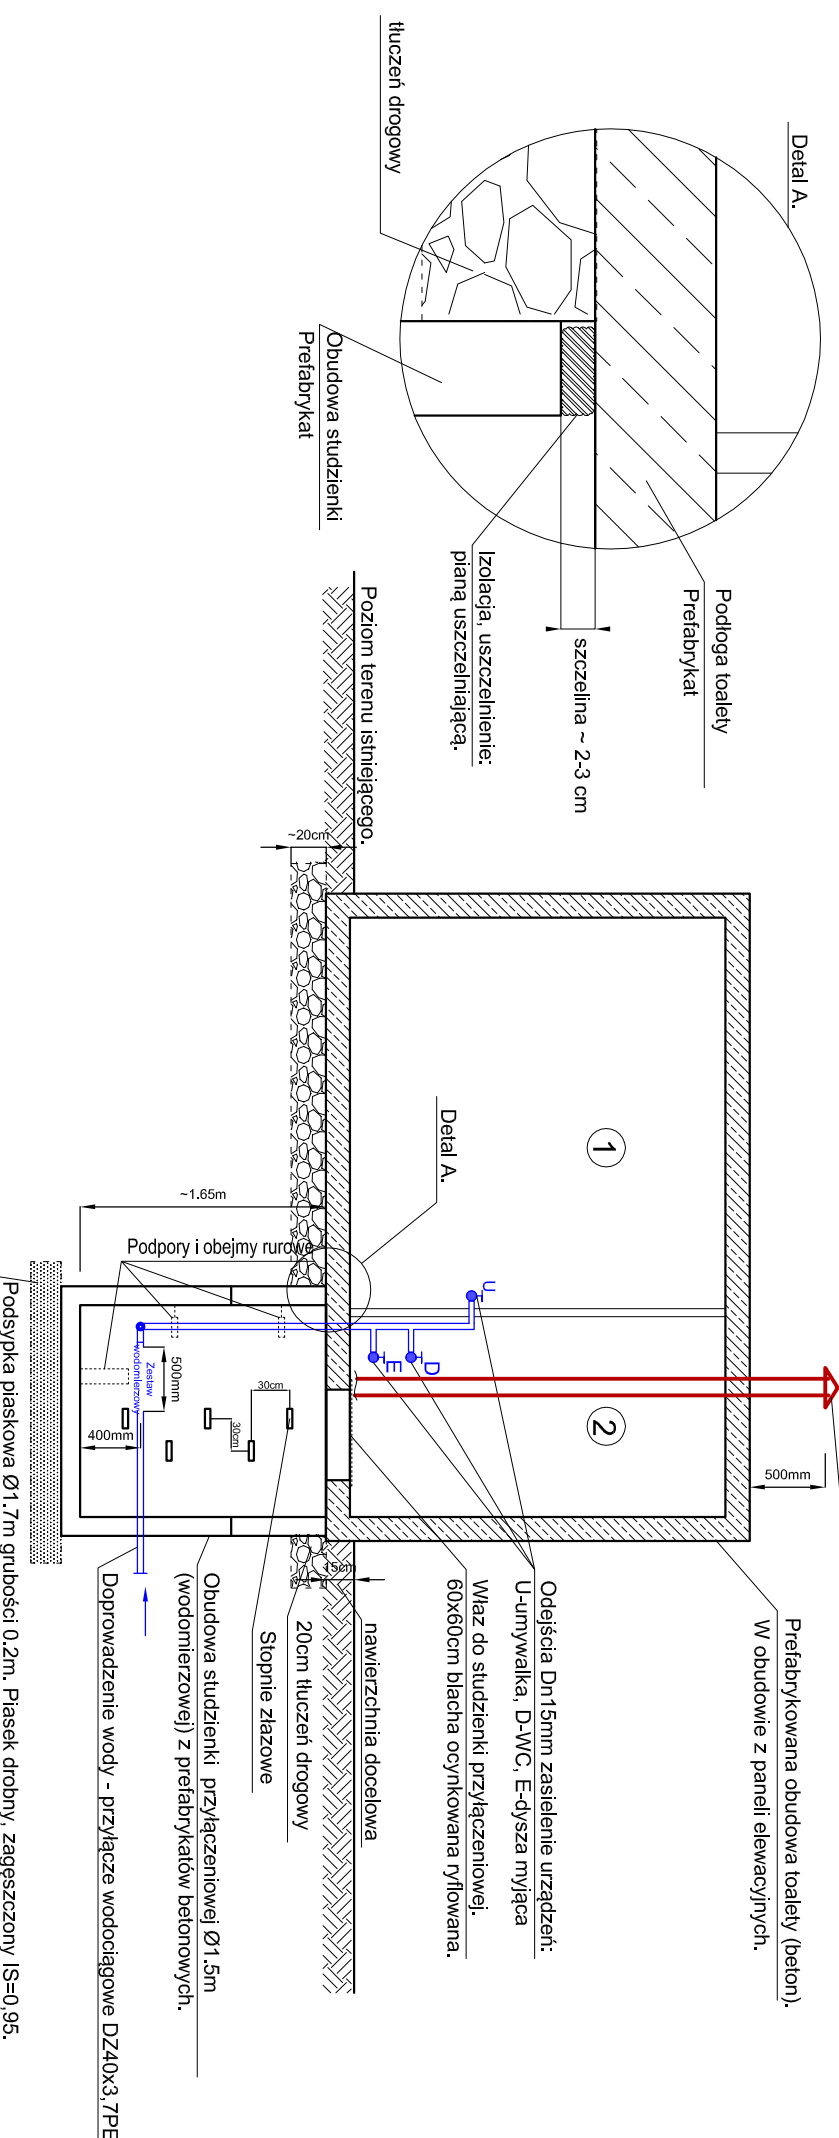 Detal A.
tłuczeń drogowy
Obudowa studzienki
Prefabrykat
Izolacja, uszczelnienie:
pianą uszczelniającą.
szczelina ~ 2-3 cm
Podłoga toalety
Prefabrykat
Poziom terenu istniejącego.
~20cm
1
2
Detal A.
~1.65m
Podpory i obejmy rurowe
U
E
D
Zestaw
wodomierzowy
500mm
400mm
30cm
30cm
500mm
15cm
Prefabrykowana obudowa toalety (beton).
W obudowie z paneli elewacyjnych.
Odejścia Dn15mm zasielenie urządzeń:
U-umywalka, D-WC, E-dysza myjąca
Właz do studzienki przyłączeniowej.
60x60cm blacha ocynkowana ryflowana.
nawierzchnia docelowa
20cm tłuczeń drogowy
Stopnie złazowe
Obudowa studzienki przyłączeniowej Ø1.5m
(wodomierzowej) z prefabrykatów betonowych.
Doprowadzenie wody - przyłącze wodociągowe DZ40x3,7PE
Podsypka piaskowa Ø1.7m grubości 0.2m. Piasek drobny, zagęszczony IS=0,95.